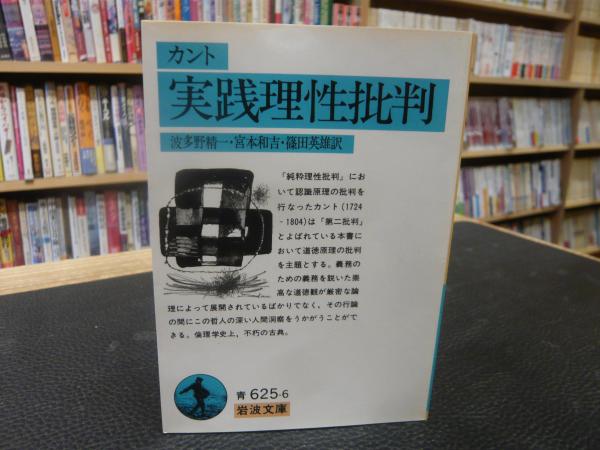 カント
実践理性批判
波多野精一・宮本和吉・篠田英雄訳
「純粋理性批判」にお
いて認識原理の批判を
行なったカント(1724
‐1804)は「第二批判」
とよばれている本書に
おいて道徳原理の批判
を主題とする。義務の
ための義務を説いた崇
高な道徳観が厳密な論
理によって展開されているばかりでなく、その行論
の間にこの哲人の深い人間洞察をうかがうことがで
きる。倫理学史上、不朽の古典。
青 625-6
岩波文庫